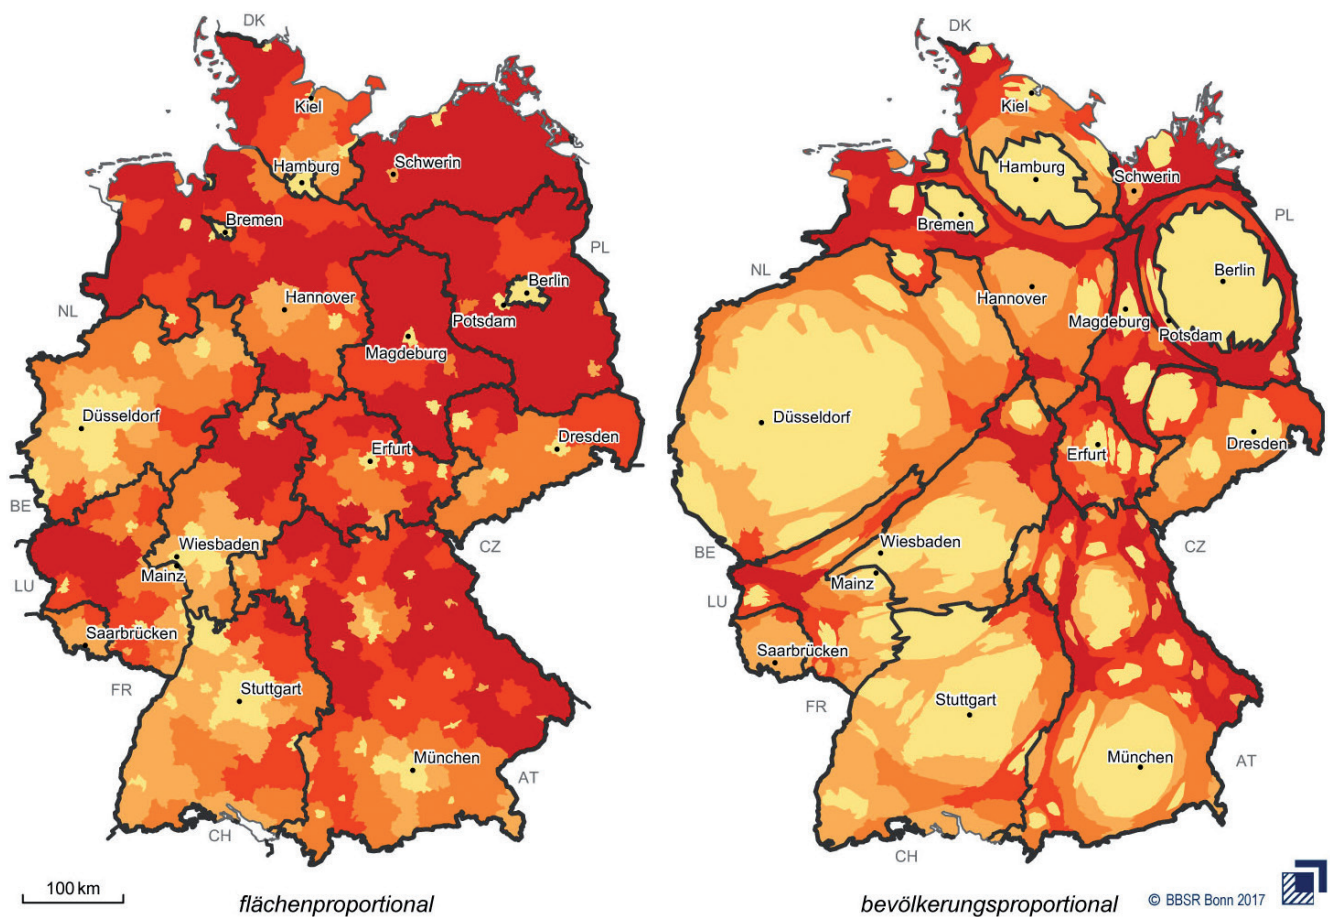 DK
Kiel
Hamburg
Schwerin
Bremen
PL
Berlin
NL
Hannover
Potsdam
Magdeburg
Düsseldorf
Erfurt
Dresden
BE
Wiesbaden
CZ
Mainz
LU
Saarbrücken
FR
Stuttgart
München
AT
CH
100 km
flächenproportional
DK
Kiel
Hamburg
Schwerin
Bremen
PL
NL
Berlin
Hannover
Magdeburg
Potsdam
Düsseldorf
Dresden
Erfurt
BE
Wiesbaden
CZ
Mainz
LU
Saarbrücken
FR
Stuttgart
München
AT
CH
bevölkerungsproportional
© BBSR Bonn 2017